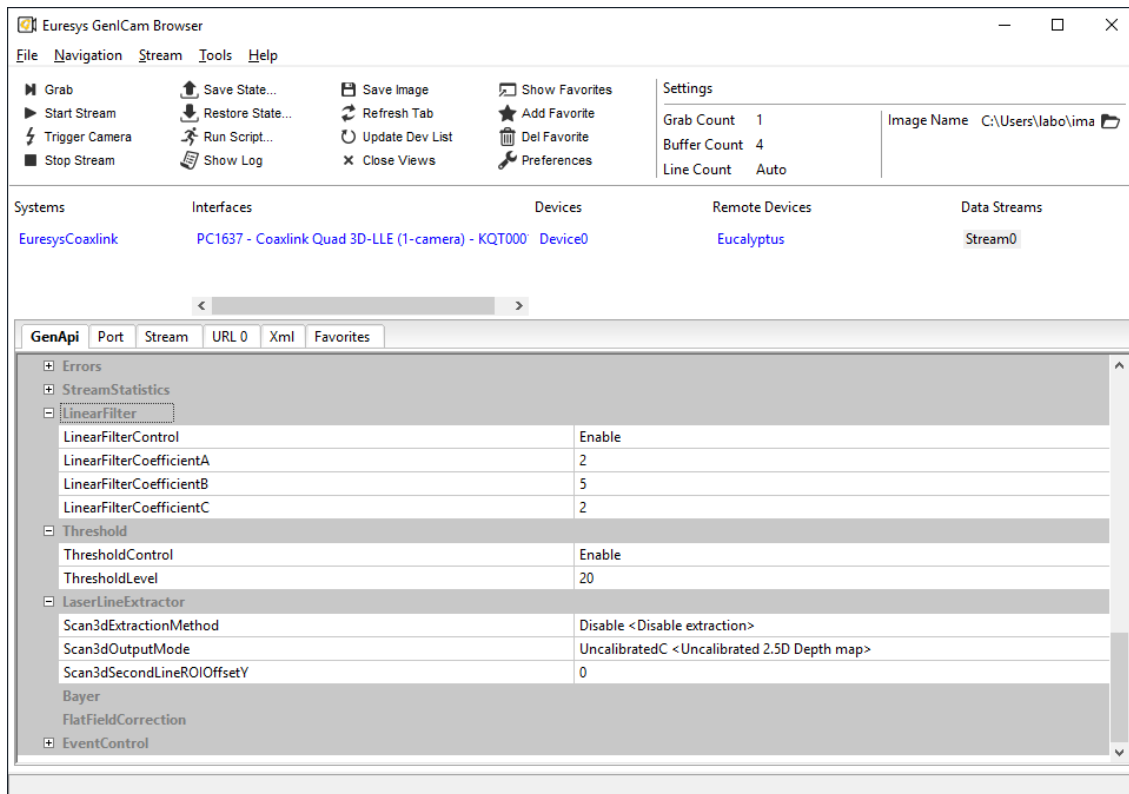 Euresys GenICam Browser
File Navigation Stream Tools Help
Grab Save State... Save Image Show Favorites Settings
Start Stream Restore State... Refresh Tab Add Favorite Grab Count 1 Image Name C:\Users\labo\ima
Trigger Camera Run Script... Update Dev List Del Favorite Buffer Count 4
Stop Stream Show Log Close Views Preferences Line Count Auto
Systems Interfaces Devices Remote Devices Data Streams
EuresysCoaxlink PC1637 - Coaxlink Quad 3D-LLE (1-camera) - KQT000 Device0 Eucalyptus Stream0
GenApi Port Stream URL 0 Xml Favorites
Errors
StreamStatistics
LinearFilter
LinearFilterControl Enable
LinearFilterCoefficientA 2
LinearFilterCoefficientB 5
LinearFilterCoefficientC 2
Threshold
ThresholdControl Enable
ThresholdLevel 20
LaserLineExtractor
Scan3dExtractionMethod Disable <Disable extraction>
Scan3dOutputMode UncalibratedC <Uncalibrated 2.5D Depth map>
Scan3dSecondLineROIOffsetY 0
Bayer
FlatFieldCorrection
EventControl